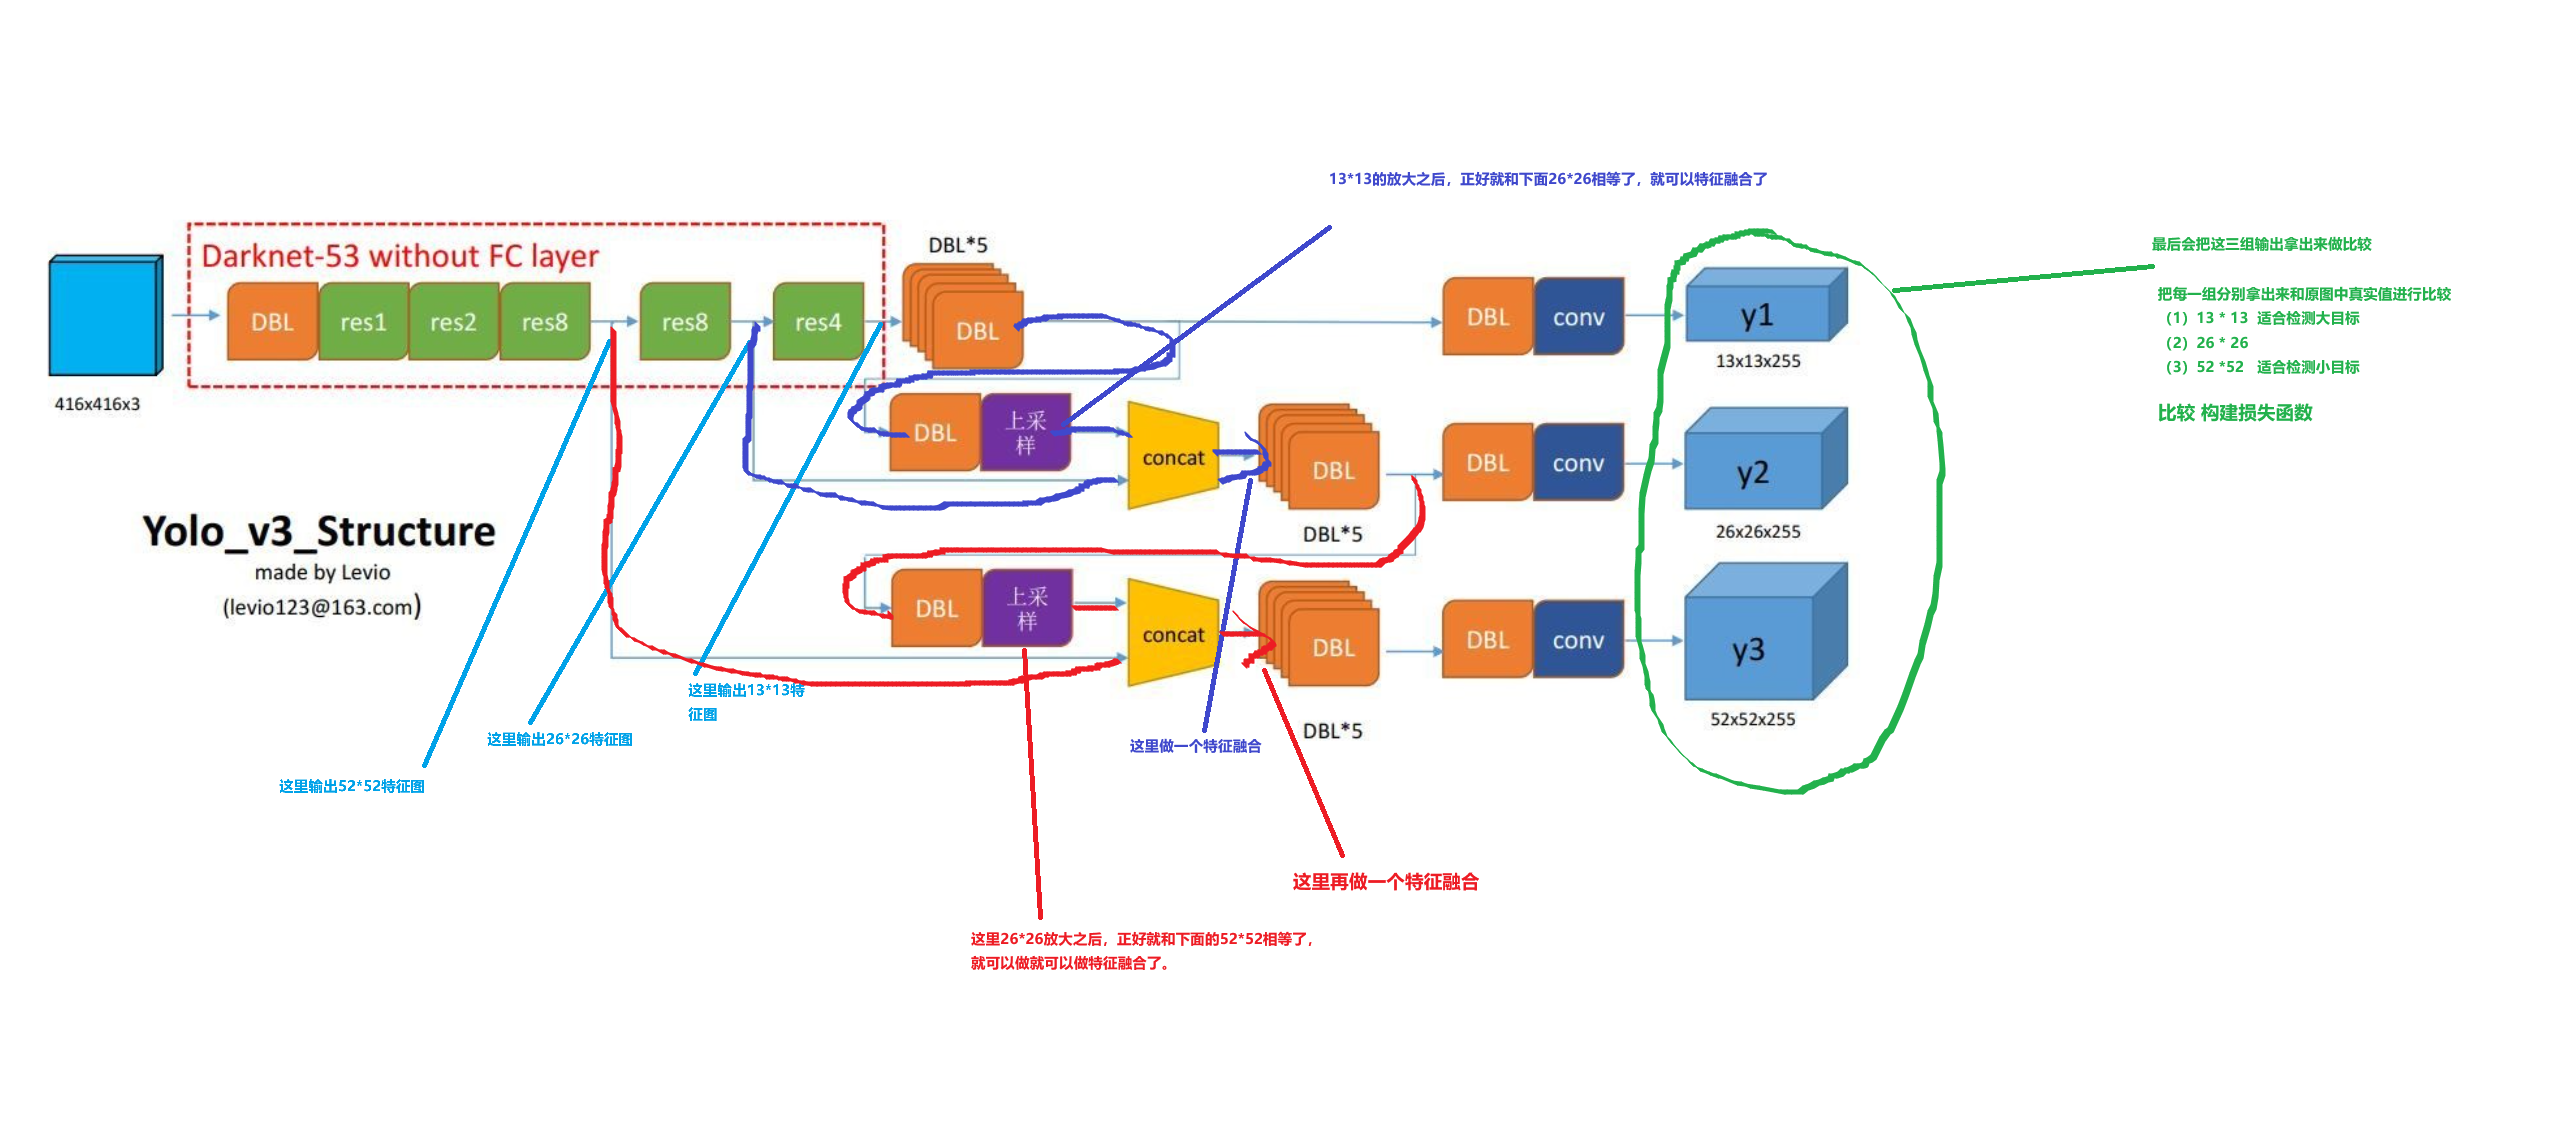 13*13的放大之后，正好就和下面26*26相等了，就可以特征融合了
Darknet-53 without FC layer
DBL*5
最后会把这三组输出拿出来做比较
把每一组分别拿出来和原图中真实值进行比较
（1）13 * 13  适合检测大目标
（2）26 * 26
（3）52 *52   适合检测小目标
比较 构建损失函数
416x416x3
DBL
res1
res2
res8
res8
res4
DBL
DBL
conv
y1
13x13x255
DBL
上采
样
concat
DBL
DBL*5
DBL
conv
y2
26x26x255
Yolo_v3_Structure
made by Levio
(levio123@163.com)
DBL
上采
样
concat
DBL
DBL*5
DBL
conv
y3
52x52x255
这里输出13*13特
征图
这里输出26*26特征图
这里输出52*52特征图
这里做一个特征融合
这里再做一个特征融合
这里26*26放大之后，正好就和下面的52*52相等了，
就可以做就可以做特征融合了。